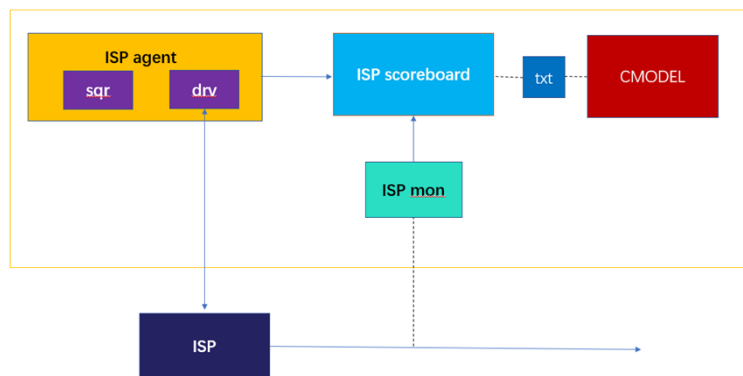 ISP agent
sqr
drv
ISP scoreboard
txt
CMODEL
ISP mon
ISP